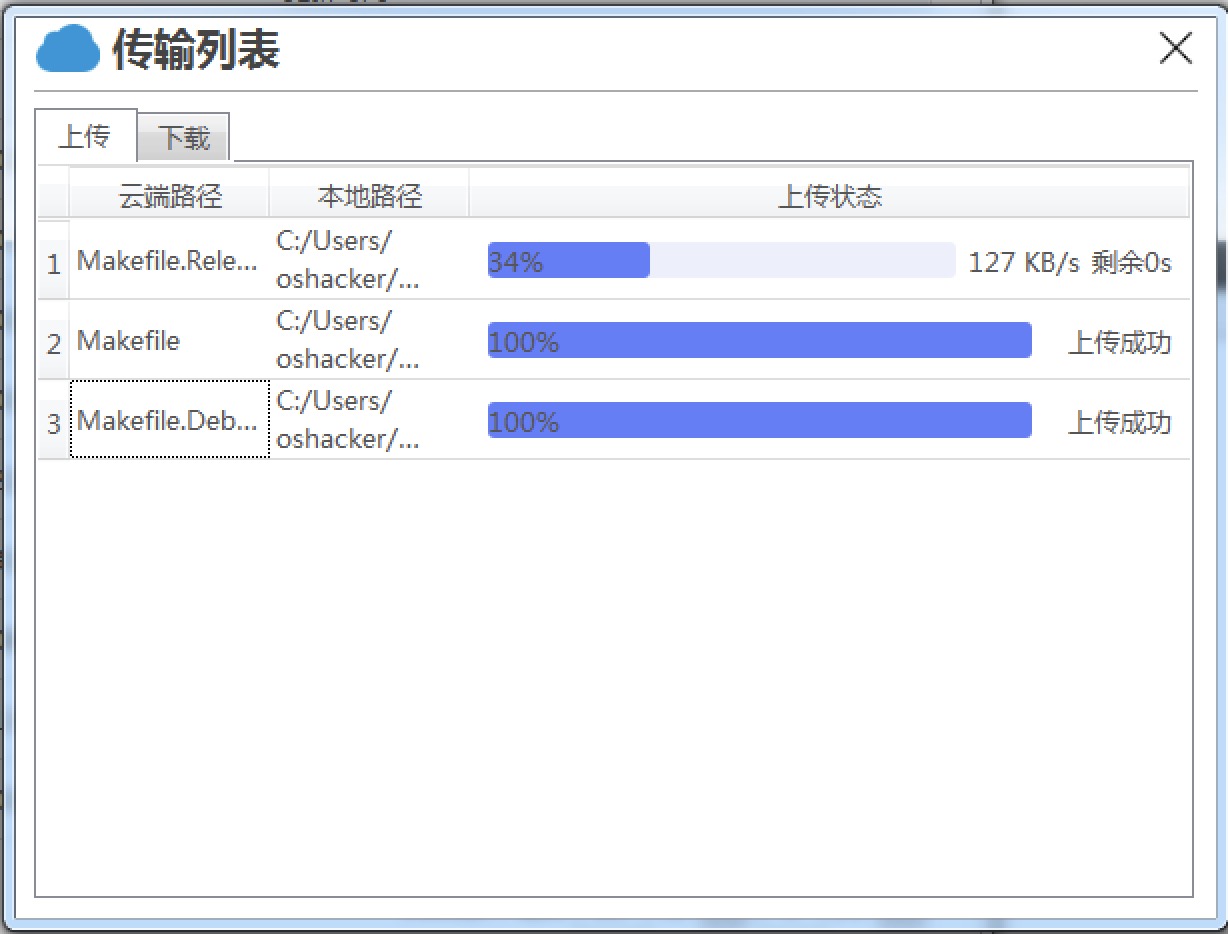 传输列表
上传
下载
云端路径
本地路径
上传状态
1
Makefile.Rele...
C:/Users/
oshacker/...
34%
127 KB/s 剩余0s
2
Makefile
C:/Users/
oshacker/...
100%
上传成功
3
Makefile.Deb...
C:/Users/
oshacker/...
100%
上传成功